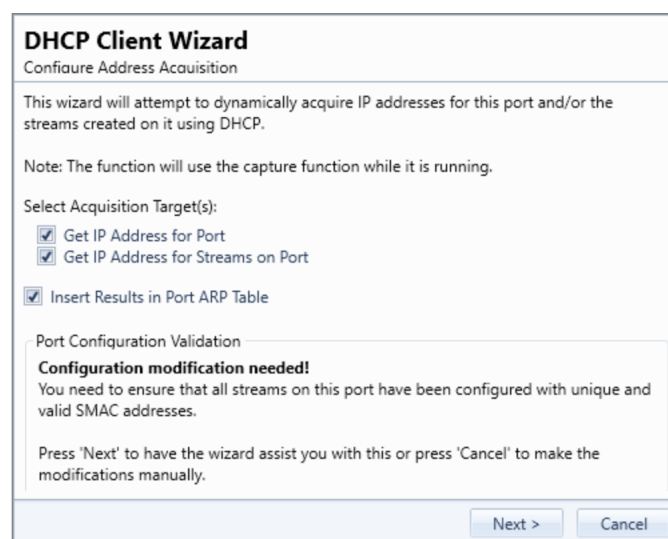 DHCP Client Wizard
Configure Address Acquisition
This wizard will attempt to dynamically acquire IP addresses for this port and/or the
streams created on it using DHCP.
Note: The function will use the capture function while it is running.
Select Acquisition Target(s):
Get IP Address for Port
Get IP Address for Streams on Port
Insert Results in Port ARP Table
Port Configuration Validation
Configuration modification needed!
You need to ensure that all streams on this port have been configured with unique and
valid SMAC addresses.
Press 'Next' to have the wizard assist you with this or press 'Cancel' to make the
modifications manually.
Next >
Cancel